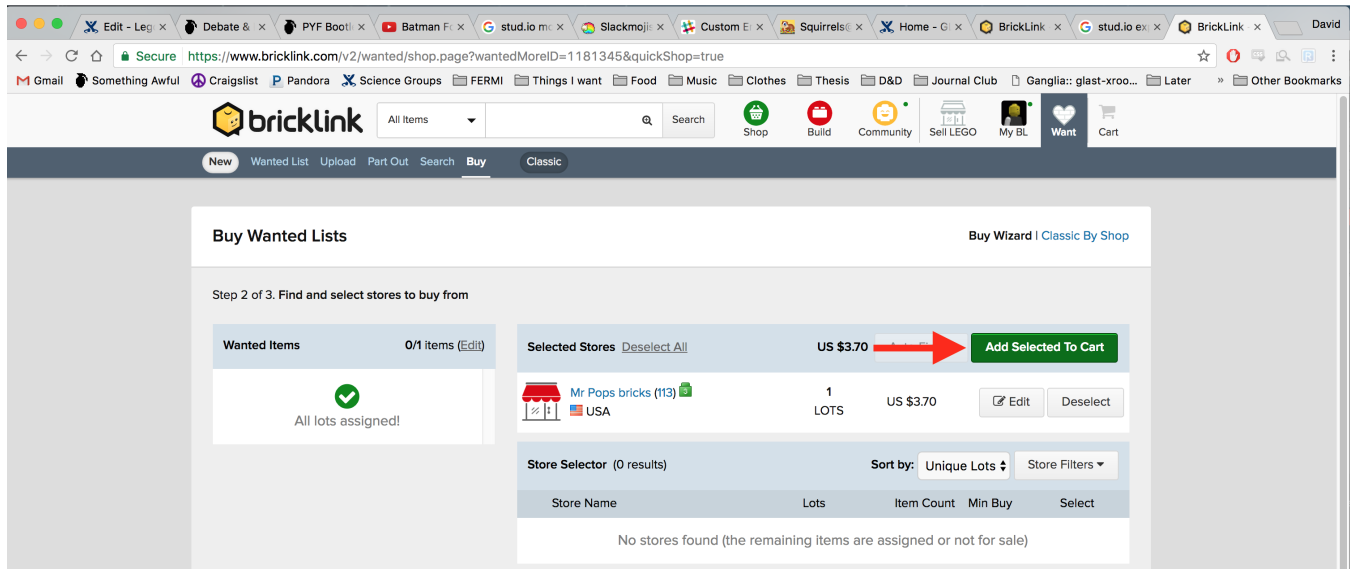 Edit - Leg
Debate &
PYF Bootl
Batman Fo
stud.io mo
Slackmojis
Custom Er
Squirrels@
Home - Gl
BrickLink
stud.io ex
BrickLink
David
Secure https://www.bricklink.com/v2/wanted/shop.page?wantedMoreID=1181345&quickShop=true
Gmail Something Awful Craigslist Pandora Science Groups FERMI Things I want Food Music Clothes Thesis D&D Journal Club Ganglia:: glast-xroo... Later » Other Bookmarks
bricklink All Items Search Shop Build Community Sell LEGO My BL Want Cart
New Wanted List Upload Part Out Search Buy Classic
Buy Wanted Lists
Buy Wizard | Classic By Shop
Step 2 of 3. Find and select stores to buy from
Wanted Items 0/1 items (Edit)
All lots assigned!
Selected Stores Deselect All US $3.70 Add Selected To Cart
Mr Pops bricks (113)
USA
1
LOTS
US $3.70
Edit
Deselect
Store Selector (0 results) Sort by: Unique Lots Store Filters
Store Name Lots Item Count Min Buy Select
No stores found (the remaining items are assigned or not for sale)